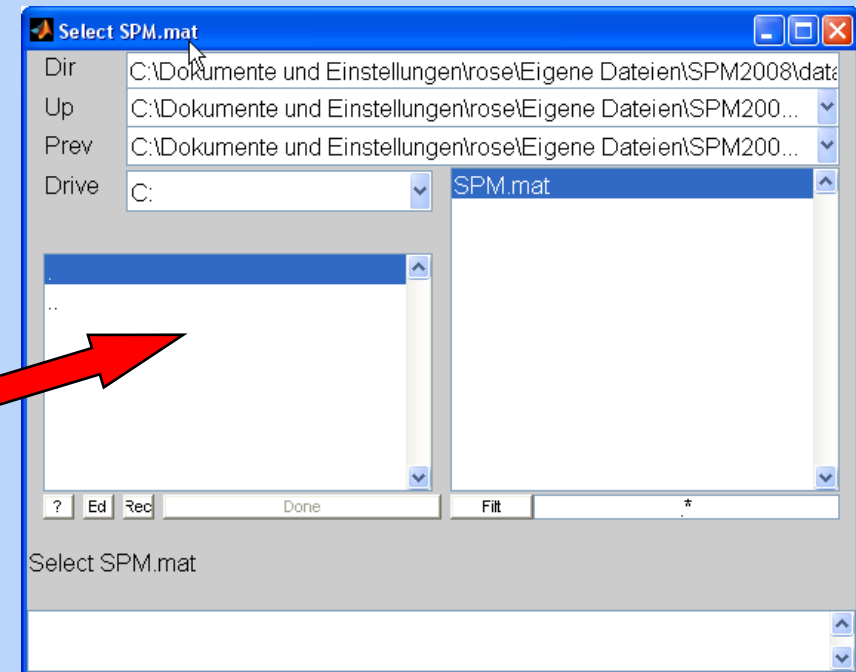 Select SPM.mat
Dir C:\Dokumente und Einstellungen\rose\Eigene Dateien\SPM2008\data
Up C:\Dokumente und Einstellungen\rose\Eigene Dateien\SPM200...
Prev C:\Dokumente und Einstellungen\rose\Eigene Dateien\SPM200...
Drive C:
SPM.mat
.
..
? Ed Rec Done Filt .*
Select SPM.mat